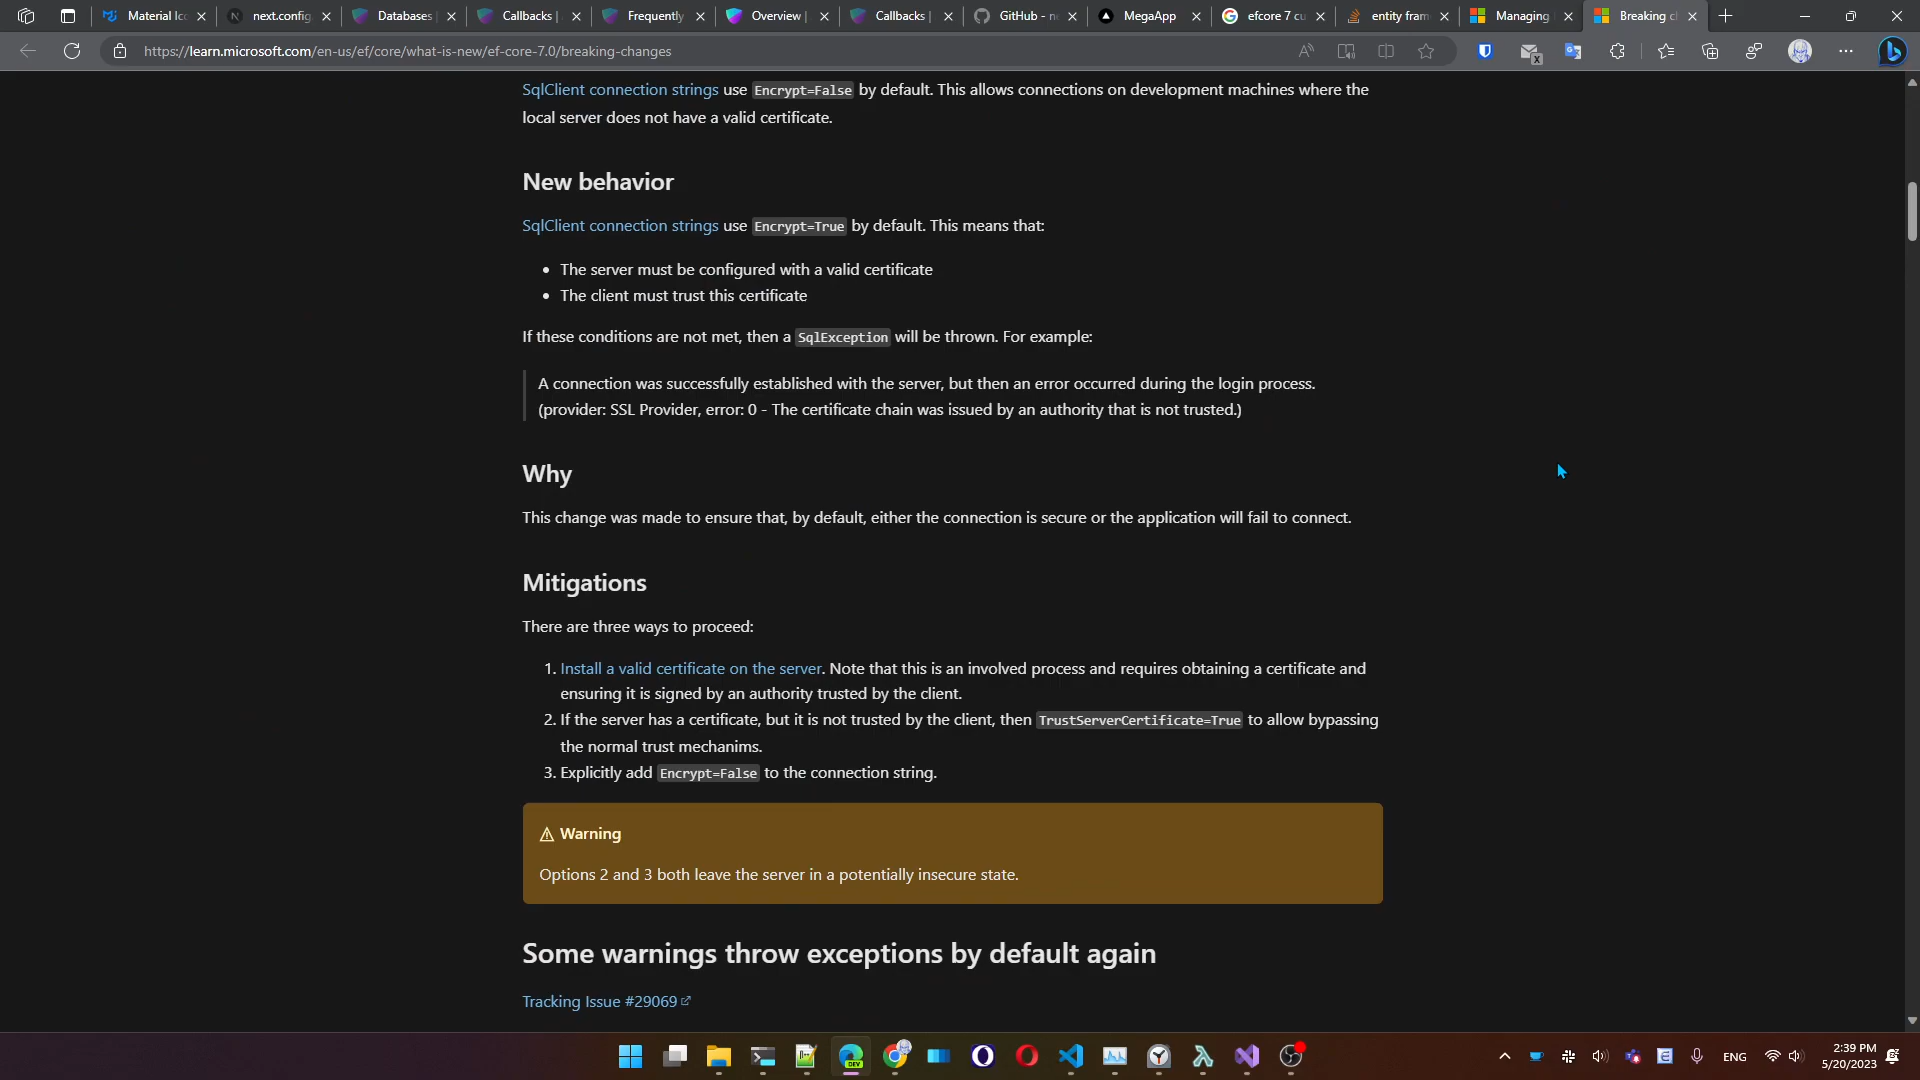 Material Ico
next.config.
Databases |
Callbacks |
Frequently
Overview |
Callbacks |
GitHub - ne
MegaApp
efcore 7 cu
entity fram
Managing
Breaking ch
https://learn.microsoft.com/en-us/ef/core/what-is-new/ef-core-7.0/breaking-changes
SqlClient connection strings use Encrypt=False by default. This allows connections on development machines where the
local server does not have a valid certificate.
New behavior
SqlClient connection strings use Encrypt=True by default. This means that:
• The server must be configured with a valid certificate
• The client must trust this certificate
If these conditions are not met, then a SqlException will be thrown. For example:
A connection was successfully established with the server, but then an error occurred during the login process.
(provider: SSL Provider, error: 0 - The certificate chain was issued by an authority that is not trusted.)
Why
This change was made to ensure that, by default, either the connection is secure or the application will fail to connect.
Mitigations
There are three ways to proceed:
1. Install a valid certificate on the server. Note that this is an involved process and requires obtaining a certificate and
ensuring it is signed by an authority trusted by the client.
2. If the server has a certificate, but it is not trusted by the client, then TrustServerCertificate=True to allow bypassing
the normal trust mechanims.
3. Explicitly add Encrypt=False to the connection string.
Warning
Options 2 and 3 both leave the server in a potentially insecure state.
Some warnings throw exceptions by default again
Tracking Issue #29069
ENG
2:39 PM
5/20/2023